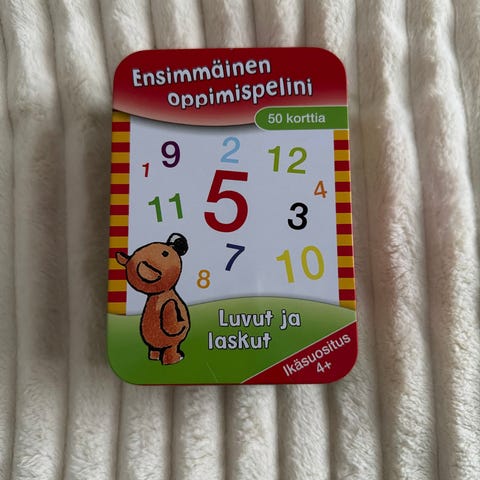 Ensimmäinen
oppimispelini
50 korttia
9 2 12
1
5
4
11 3
7
8 10
Luvut ja
laskut
Ikäsuositus
4+